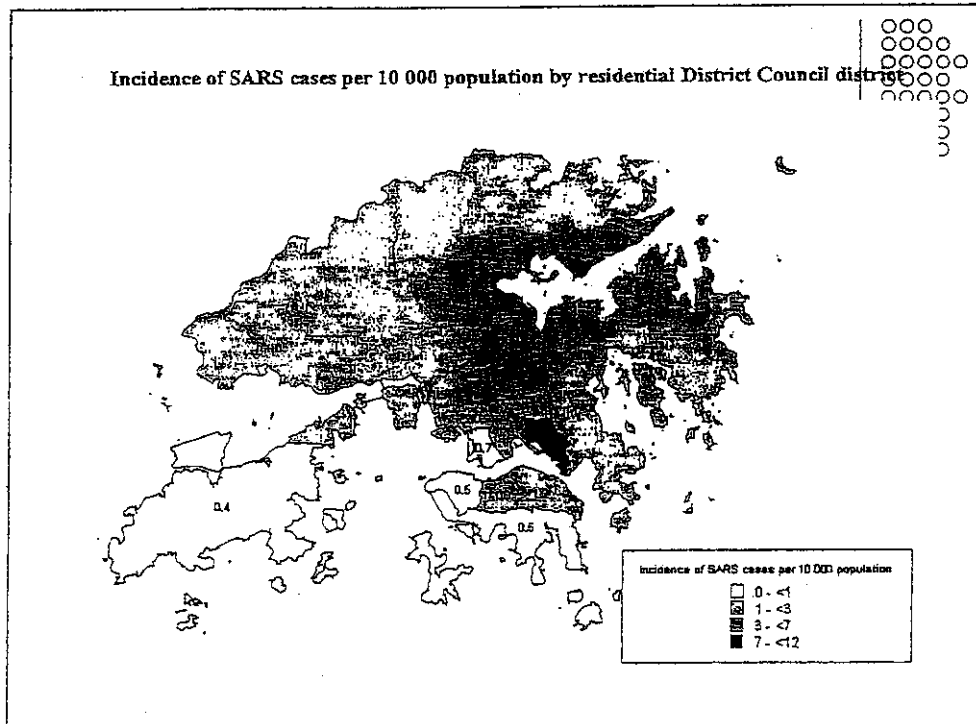 Incidence of SARS cases per 10 000 population by residential District Council district
0.7
0.5
0.4
0.6
Incidence of SARS cases per 10 000 population
0 - <1
1 - <3
3 - <7
7 - <12